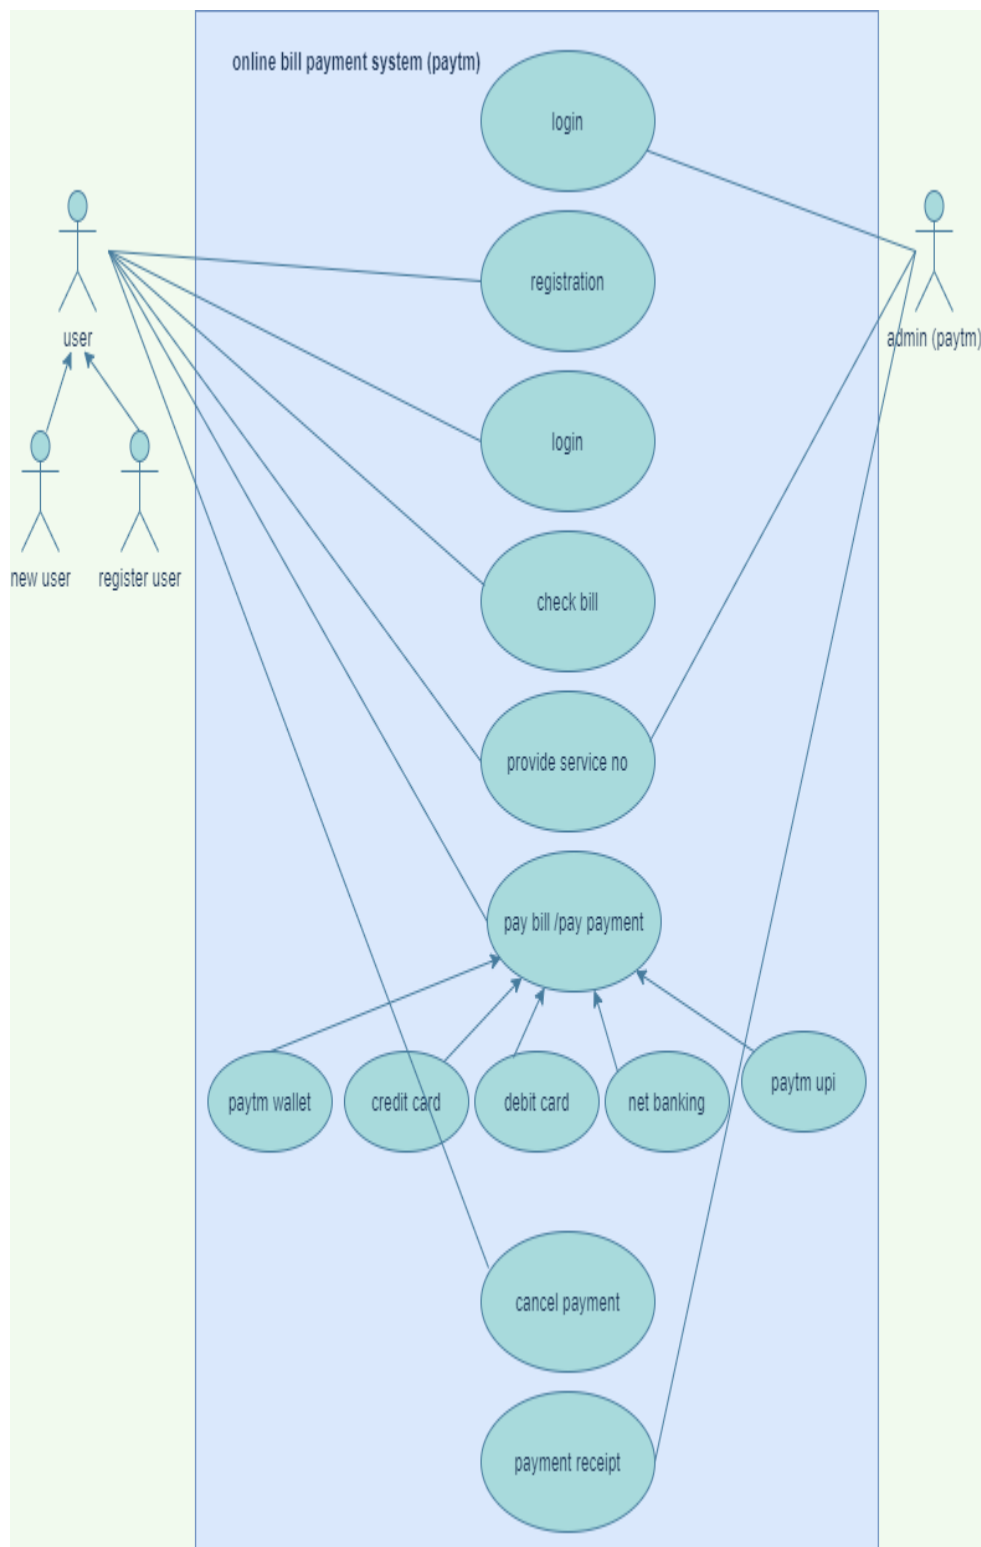 online bill payment system (paytm)
login
registration
user
admin (paytm)
login
new user
register user
check bill
provide service no
pay bill /pay payment
paytm wallet
credit card
debit card
net banking
paytm upi
cancel payment
payment receipt